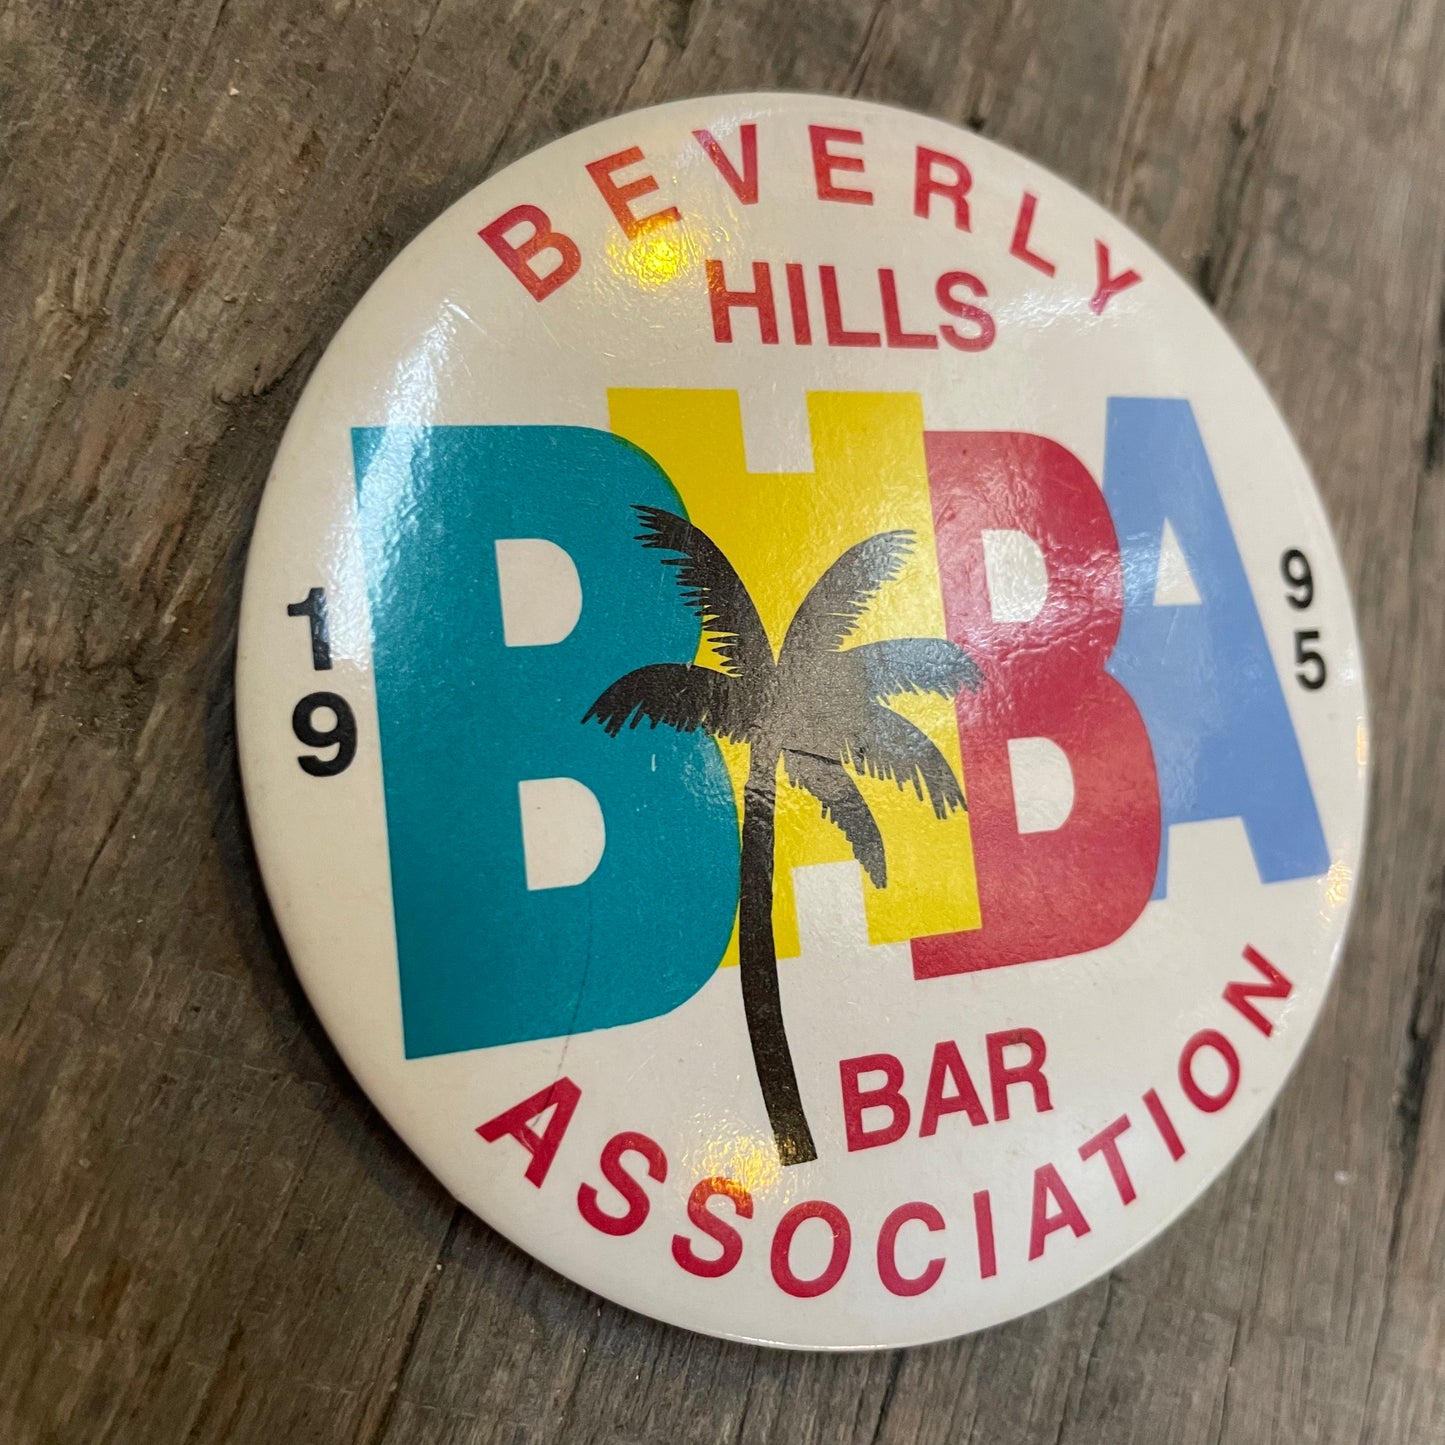 BEVERLY
HILLS
BHBA
19
95
BAR
ASSOCIATION